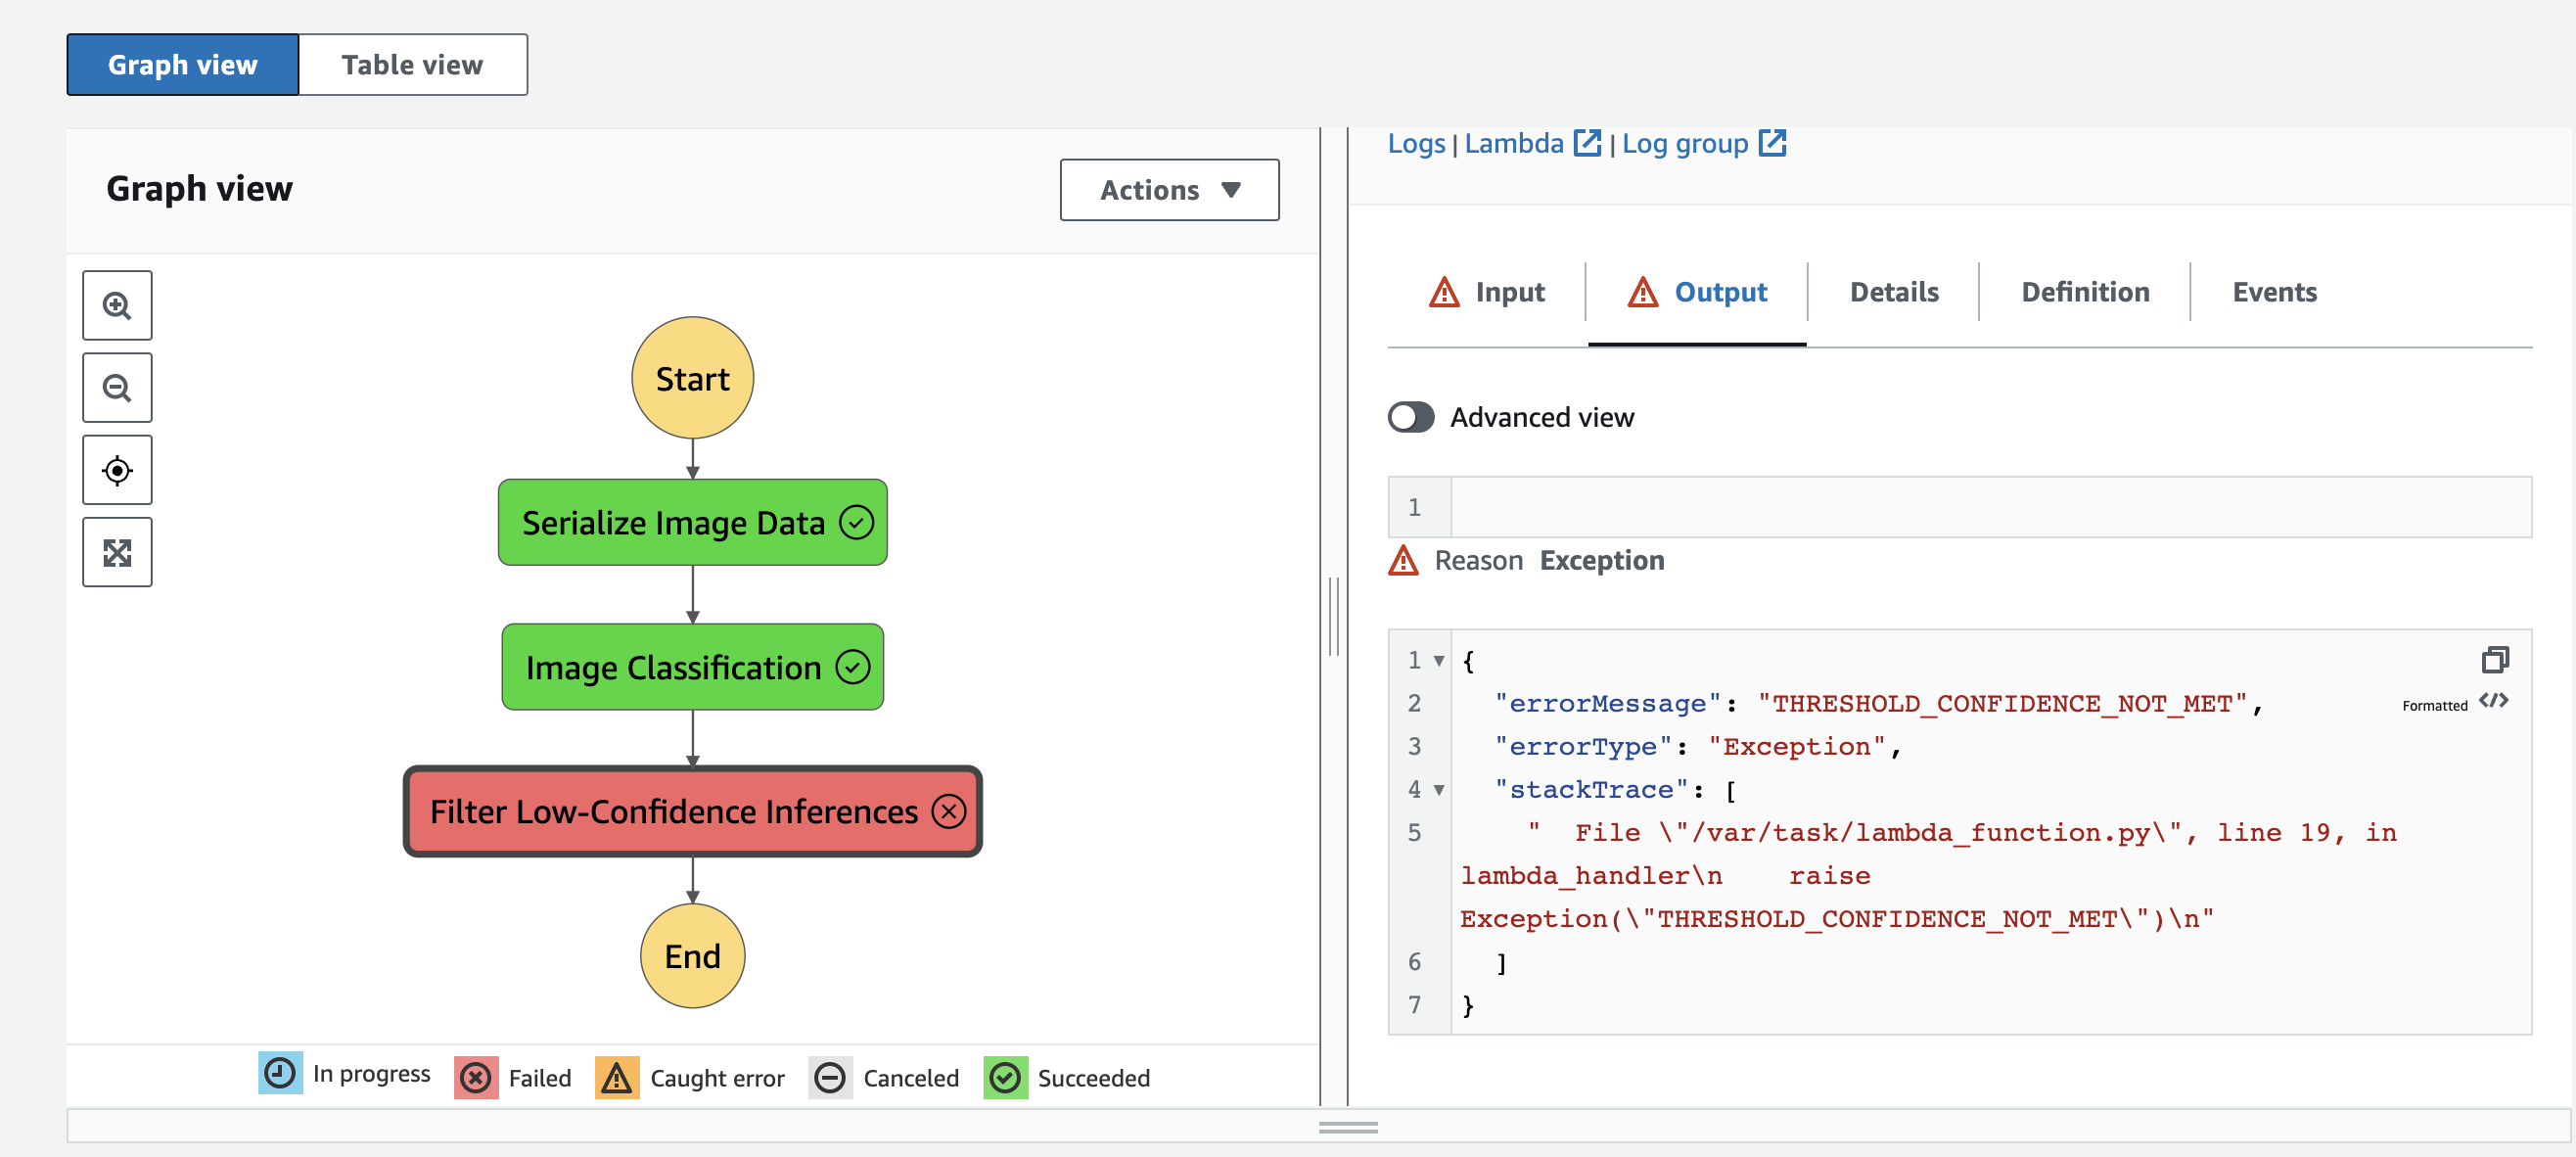 Graph view
Table view
Graph view
Actions
Start
Serialize Image Data
Image Classification
Filter Low-Confidence Inferences
End
In progress
Failed
Caught error
Canceled
Succeeded
Logs | Lambda | Log group
Input
Output
Details
Definition
Events
Advanced view
1
Reason Exception
1 {
2 "errorMessage": "THRESHOLD_CONFIDENCE_NOT_MET",
Formatted </>
3 "errorType": "Exception",
4 "stackTrace": [
5 "  File \"/var/task/lambda_function.py\", line 19, in
lambda_handler\n    raise
Exception(\"THRESHOLD_CONFIDENCE_NOT_MET\")\n"
6 ]
7 }